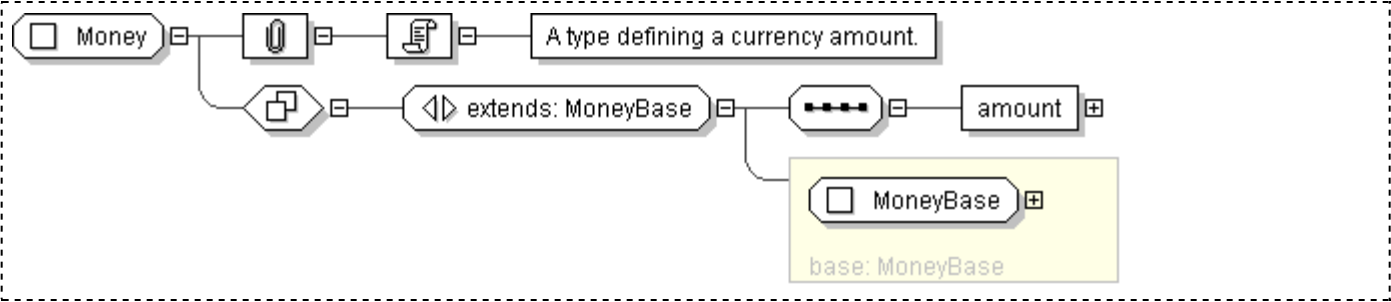 Money
A type defining a currency amount.
extends: MoneyBase
amount
MoneyBase
base: MoneyBase